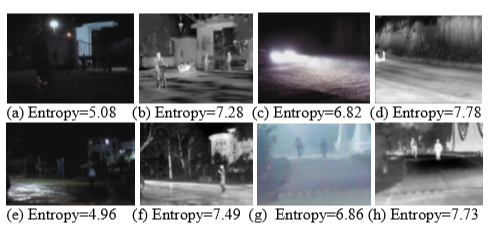 (a) Entropy=5.08 (b) Entropy=7.28 (c) Entropy=6.82 (d) Entropy=7.78
(e) Entropy=4.96 (f) Entropy=7.49 (g) Entropy=6.86 (h) Entropy=7.73